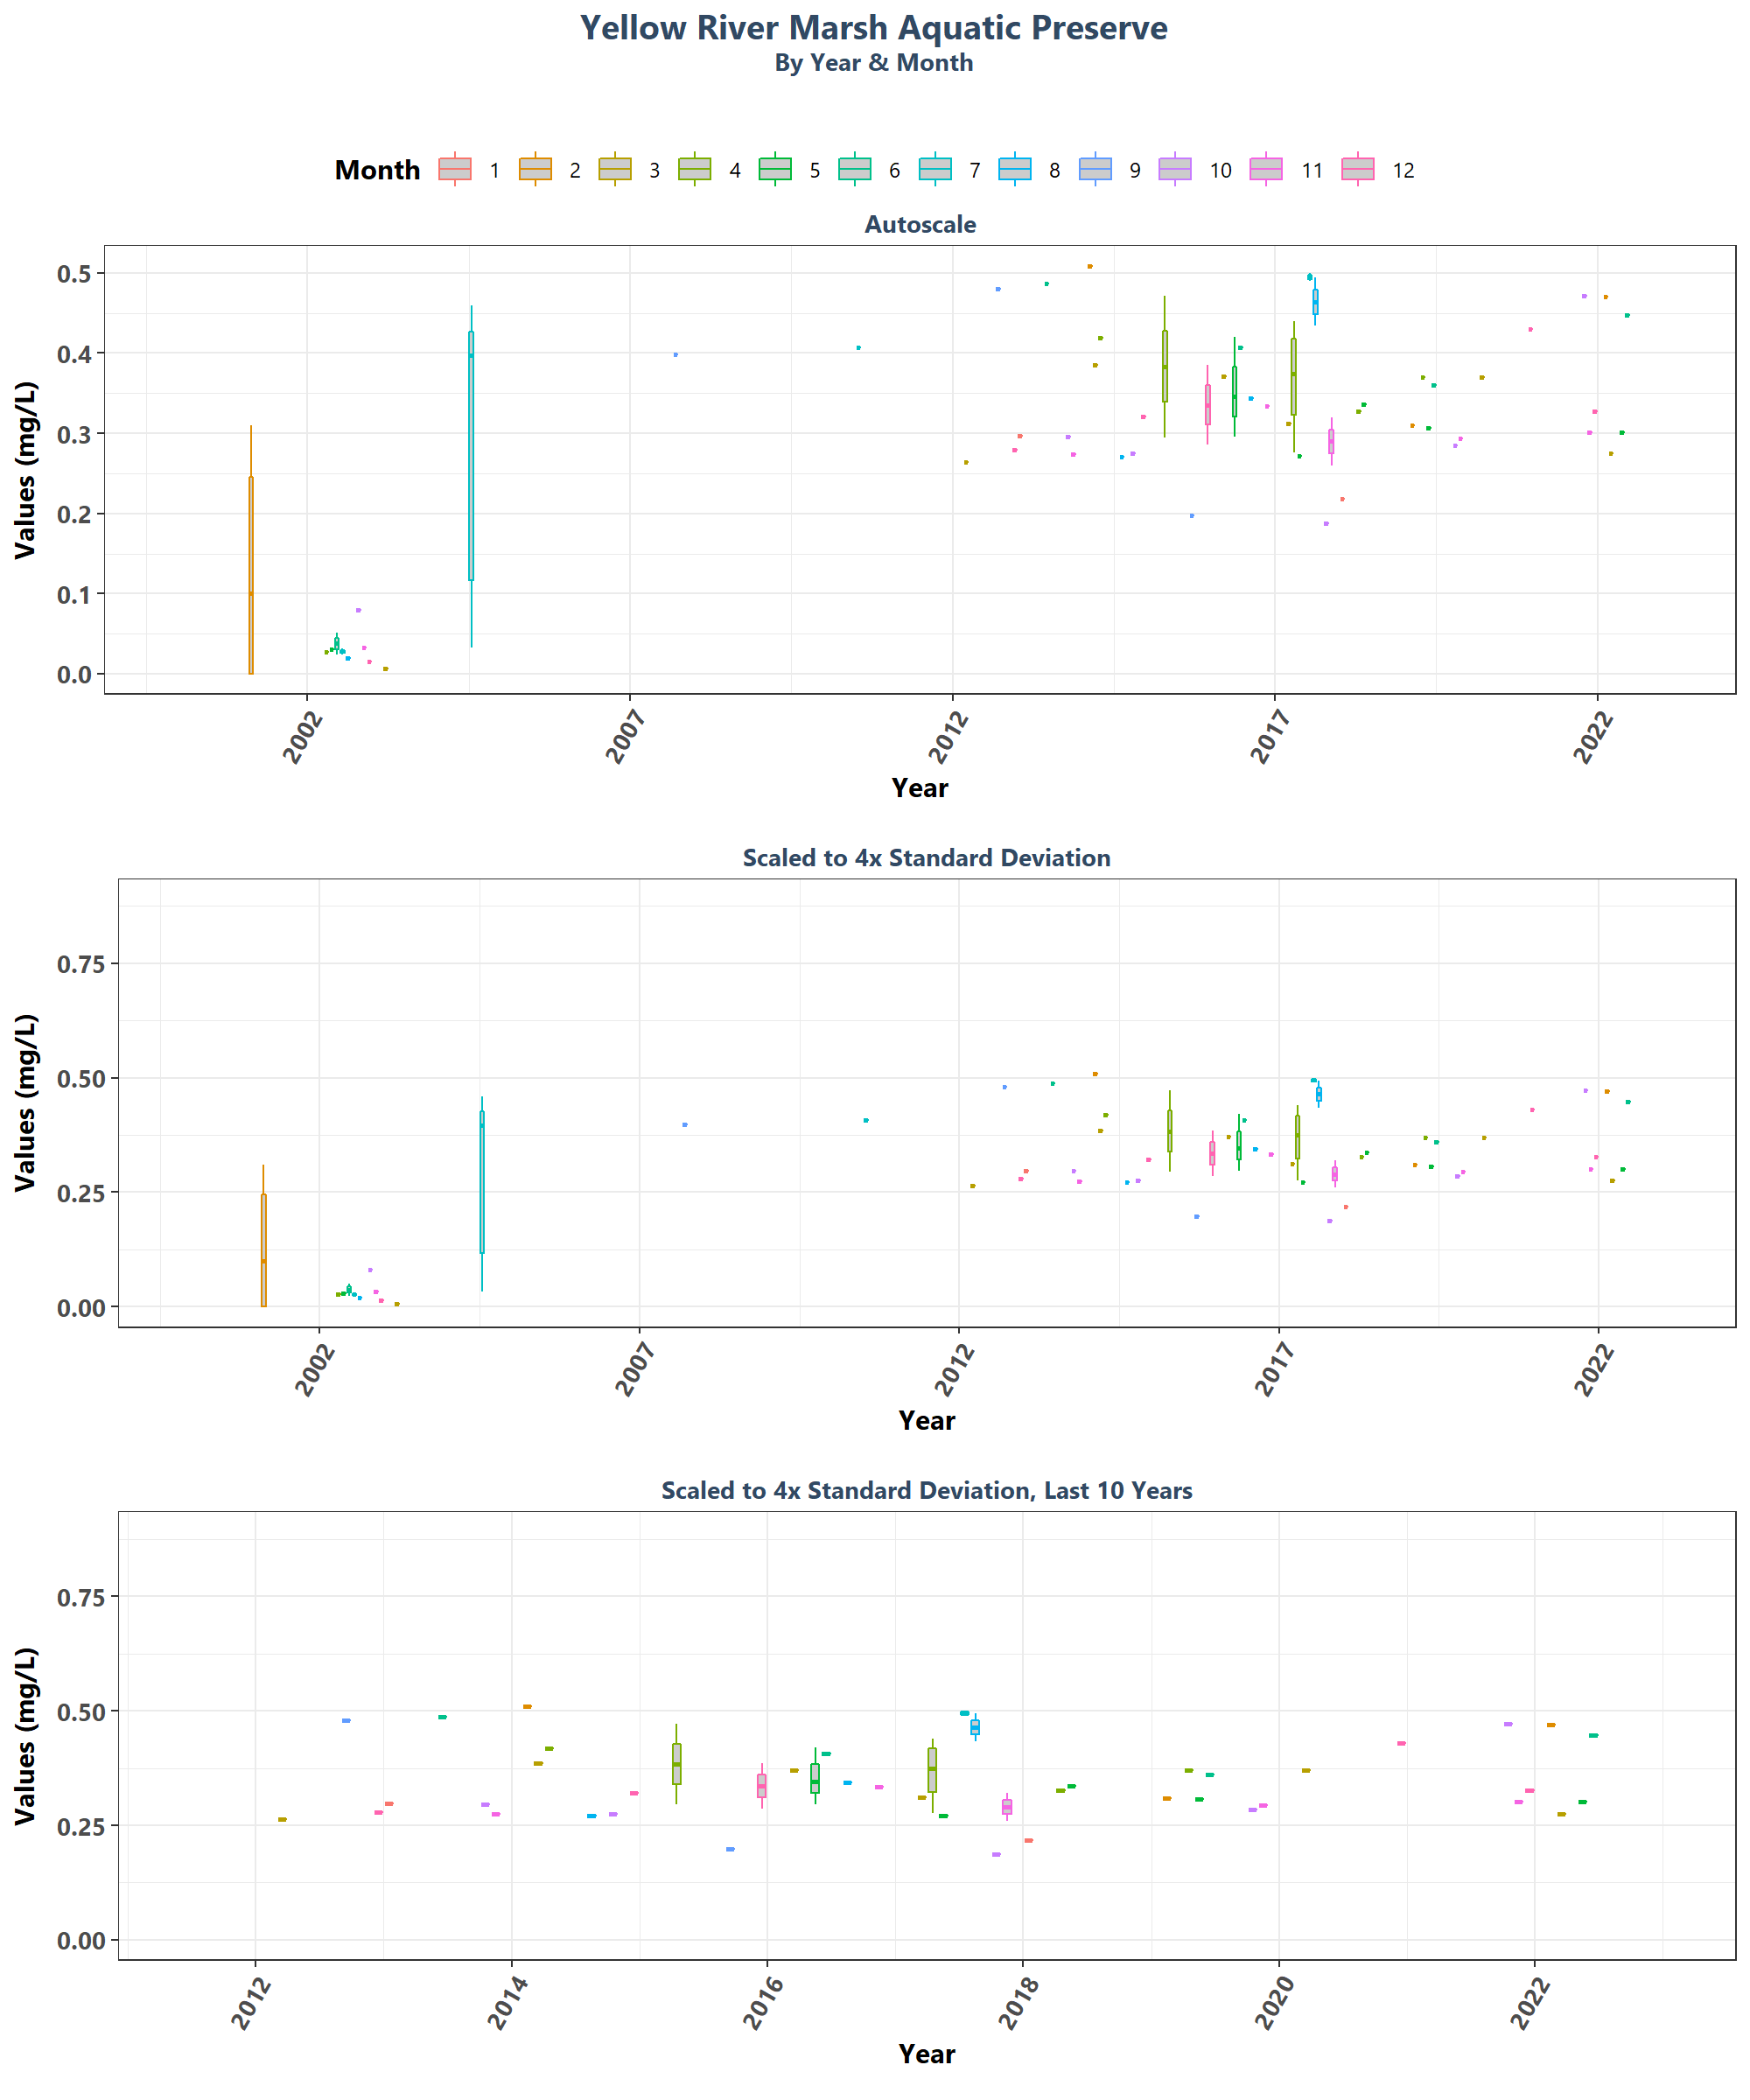 Yellow River Marsh Aquatic Preserve
By Year & Month
Month 1 2 3 4 5 6 7 8 9 10 11 12
Autoscale
Values (mg/L)
0.5
0.4
0.3
0.2
0.1
0.0
2002 2007 2012 2017 2022
Year
Scaled to 4x Standard Deviation
Values (mg/L)
0.75
0.50
0.25
0.00
2002 2007 2012 2017 2022
Year
Scaled to 4x Standard Deviation, Last 10 Years
Values (mg/L)
0.75
0.50
0.25
0.00
2012 2014 2016 2018 2020 2022
Year